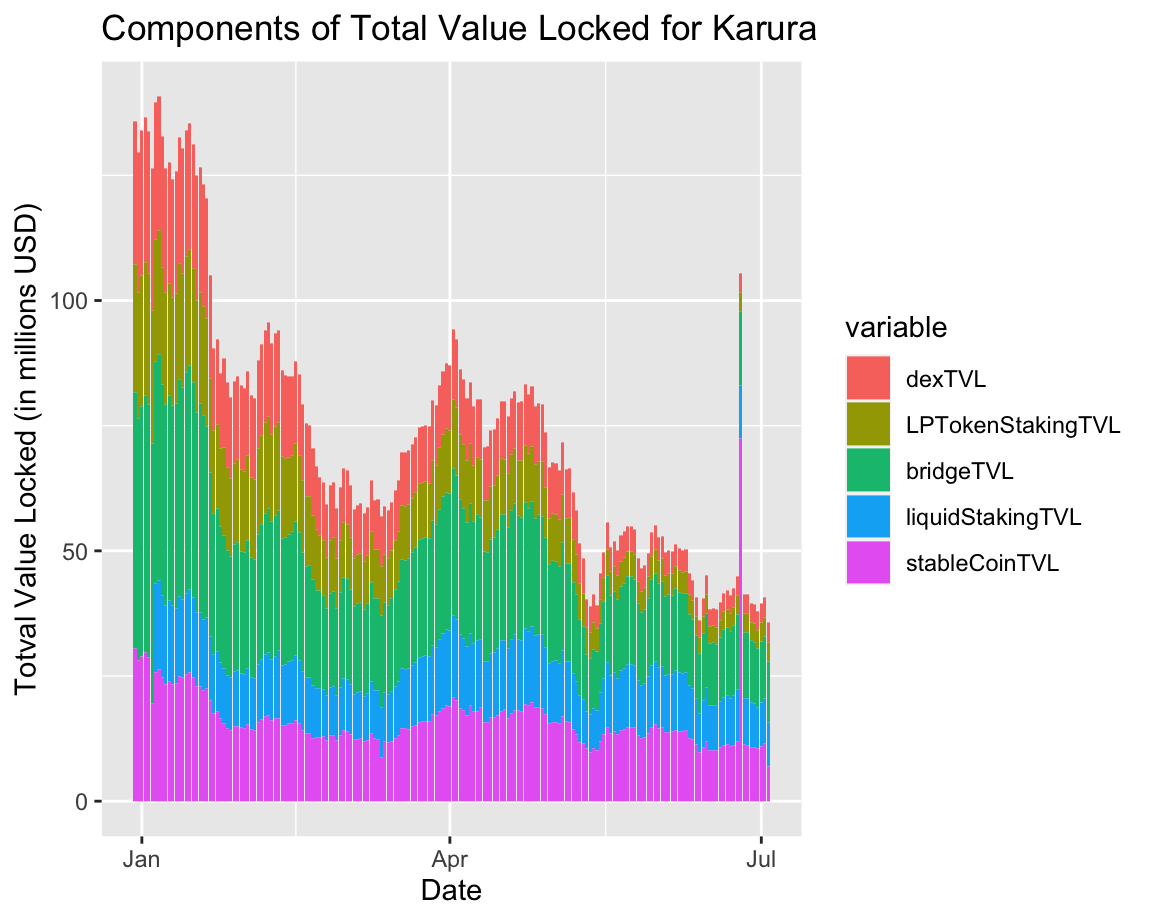 Components of Total Value Locked for Karura
Totval Value Locked (in millions USD)
100
50
0
Jan
Apr
Jul
Date
variable
dexTVL
LPTokenStakingTVL
bridgeTVL
liquidStakingTVL
stableCoinTVL